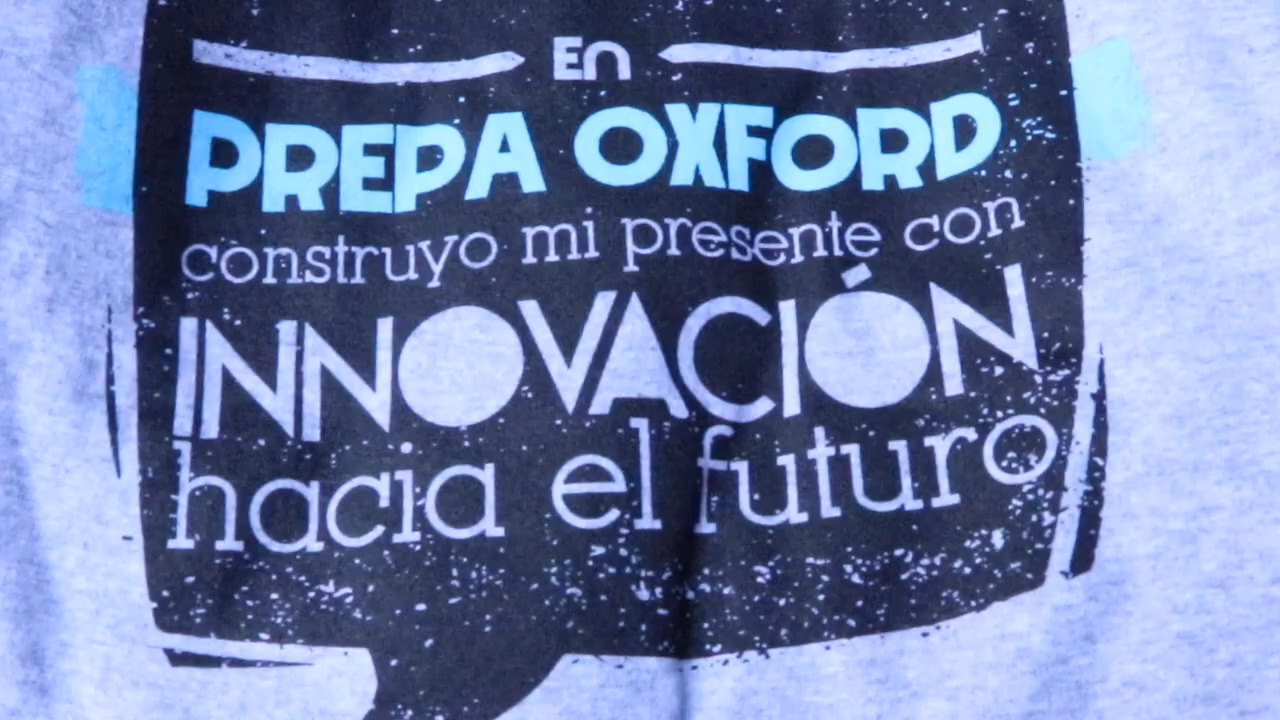 En
PREPA OXFORD
construyo mi presente con
INNOVACIÓN
hacia el futuro